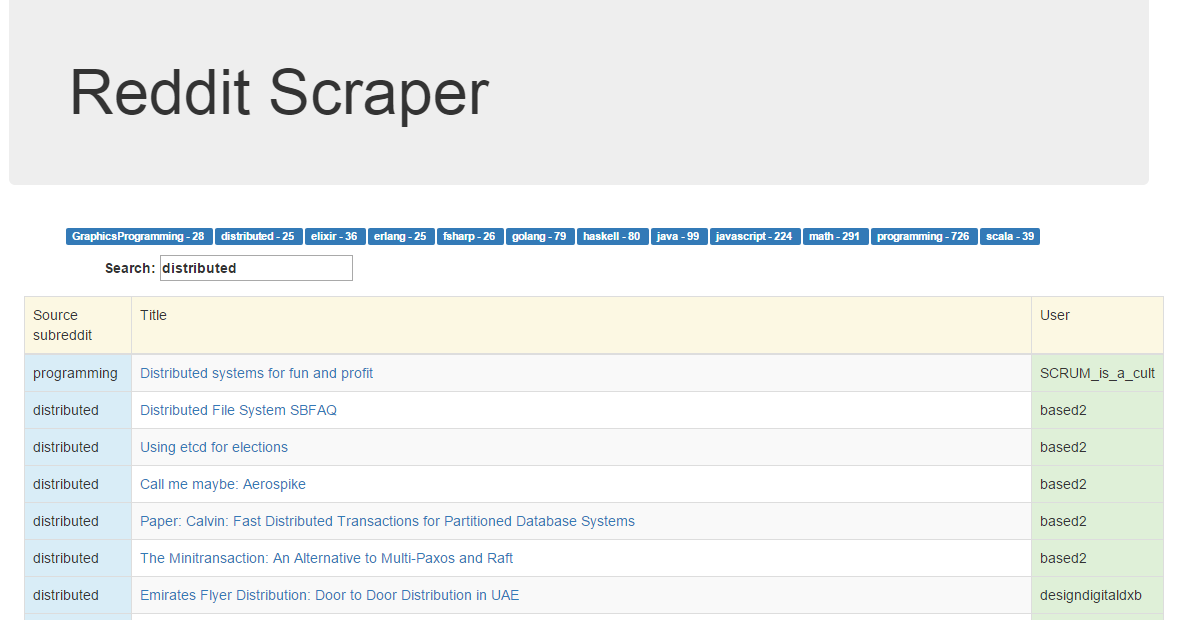 Reddit Scraper
GraphicsProgramming - 28 distributed - 25 elixir - 36 erlang - 25 fsharp - 26 golang - 79 haskell - 80 java - 99 javascript - 224 math - 291 programming - 726 scala - 39
Search: distributed
Source subreddit Title User
programming Distributed systems for fun and profit SCRUM_is_a_cult
distributed Distributed File System SBFAQ based2
distributed Using etcd for elections based2
distributed Call me maybe: Aerospike based2
distributed Paper: Calvin: Fast Distributed Transactions for Partitioned Database Systems based2
distributed The Minitransaction: An Alternative to Multi-Paxos and Raft based2
distributed Emirates Flyer Distribution: Door to Door Distribution in UAE designdigitaldxb